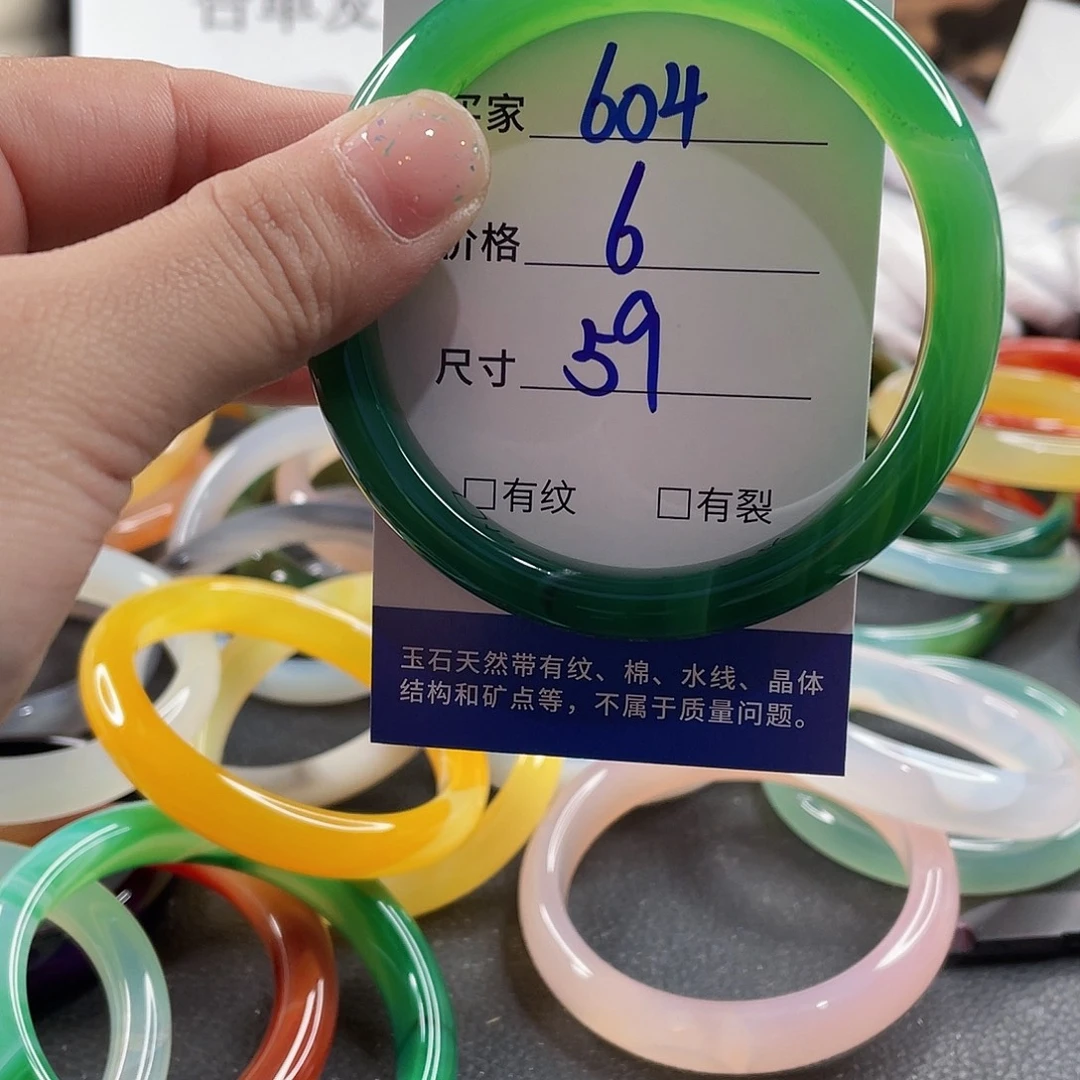 买家 604
价格 6
尺寸 59
□有纹 □有裂
玉石天然带有纹、棉、水线、晶体
结构和矿点等，不属于质量问题。